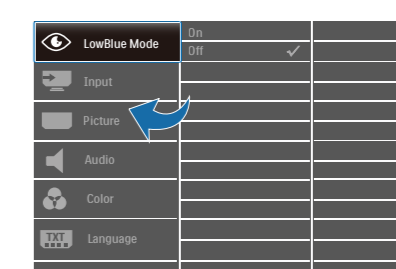 LowBlue Mode
On
Off
Input
Picture
Audio
Color
TXT
Language